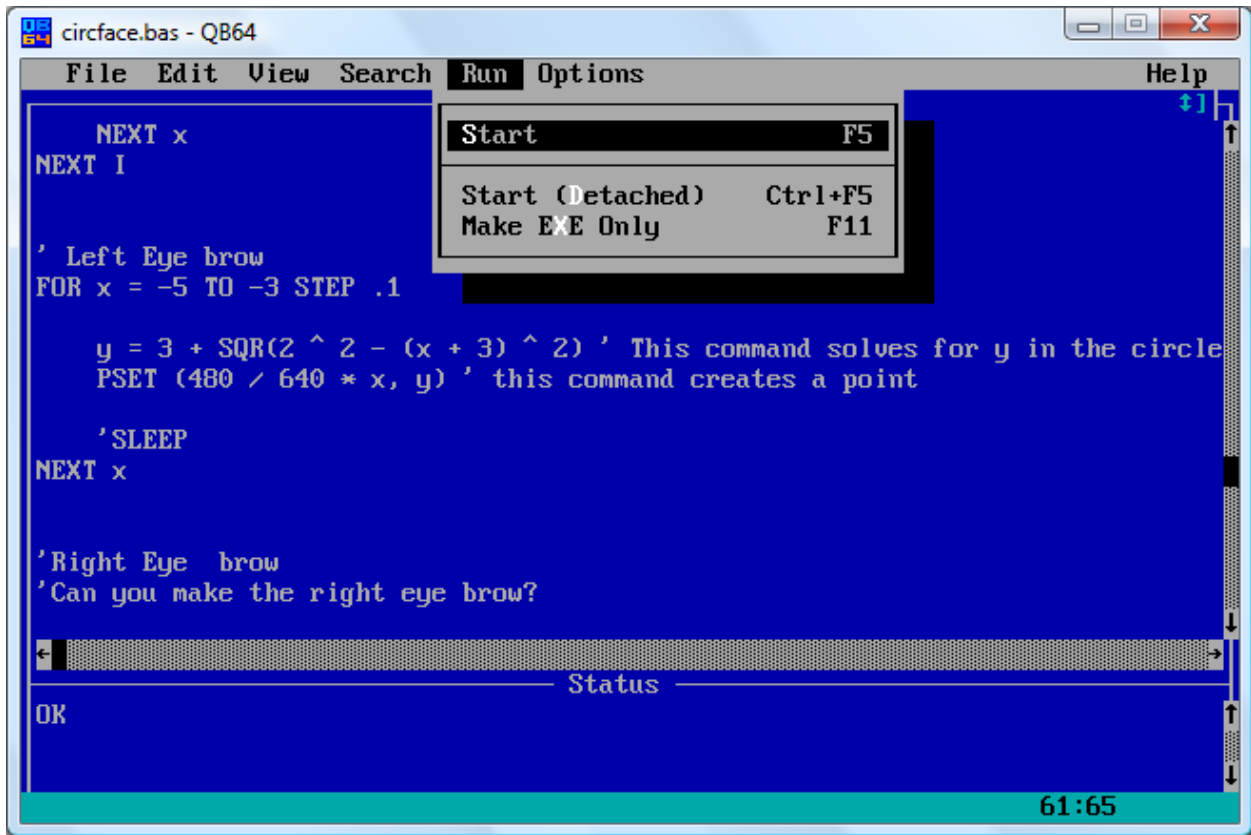 QB64 circface.bas - QB64
File Edit View Search Run Options Help
Start F5
Start (Detached) Ctrl+F5
Make EXE Only F11
NEXT x
NEXT I
' Left Eye brow
FOR x = -5 TO -3 STEP .1
y = 3 + SQR(2 ^ 2 - (x + 3) ^ 2) ' This command solves for y in the circle
PSET (480 / 640 * x, y) ' this command creates a point
'SLEEP
NEXT x
'Right Eye  brow
'Can you make the right eye brow?
Status
OK
61:65